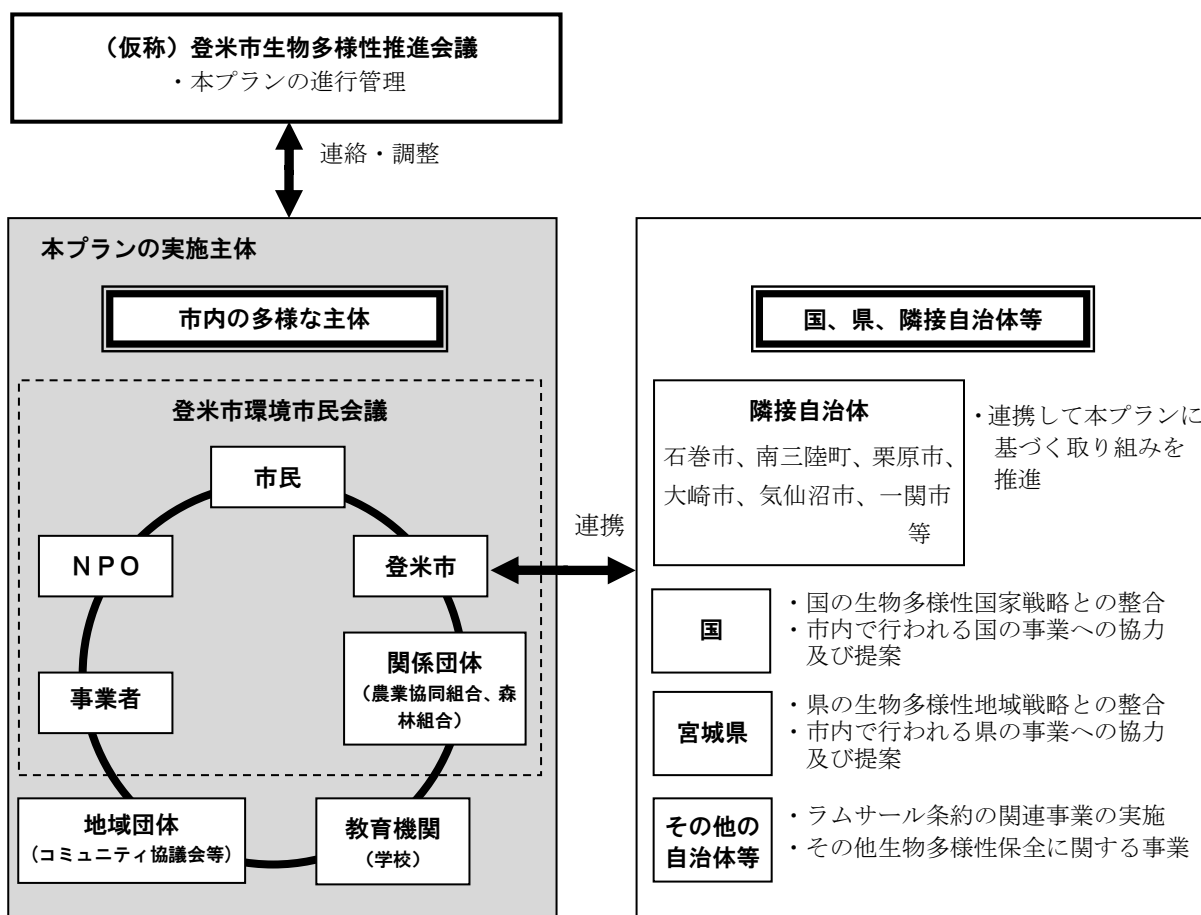 （仮称）登米市生物多様性推進会議
・本プランの進行管理
連絡・調整
本プランの実施主体
市内の多様な主体
登米市環境市民会議
市民
ＮＰＯ
登米市
事業者
関係団体
（農業協同組合、森
林組合）
地域団体
（コミュニティ協議会等）
教育機関
（学校）
連携
国、県、隣接自治体等
隣接自治体
石巻市、南三陸町、栗原市、
大崎市、気仙沼市、一関市
等
・連携して本プランに
基づく取り組みを
推進
国
・国の生物多様性国家戦略との整合
・市内で行われる国の事業への協力
及び提案
宮城県
・県の生物多様性地域戦略との整合
・市内で行われる県の事業への協力
及び提案
その他の
自治体等
・ラムサール条約の関連事業の実施
・その他生物多様性保全に関する事業